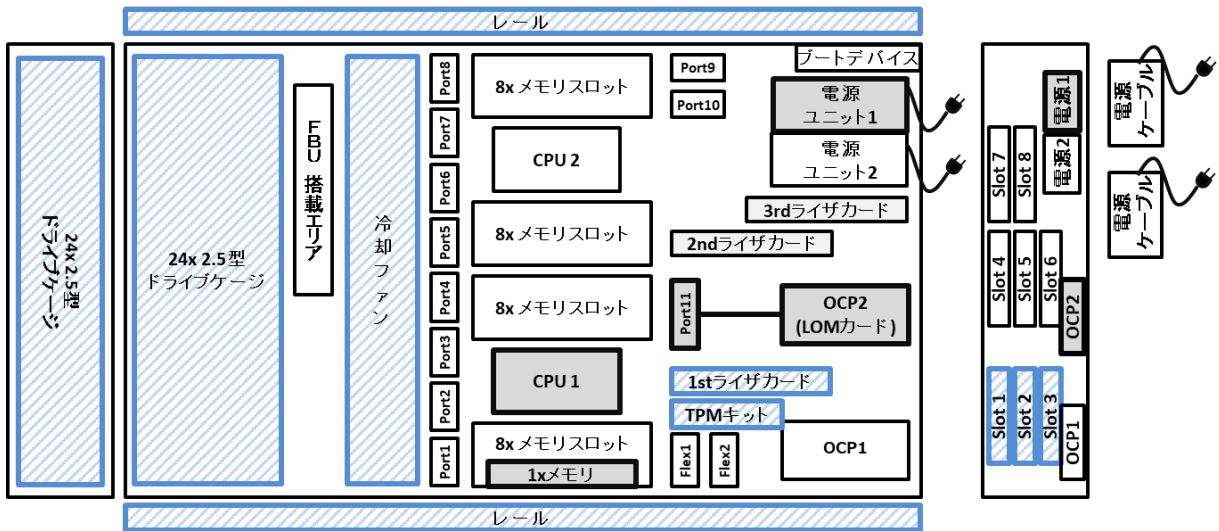 レール
24x 2.5型
ドライブケージ
24x 2.5型
ドライブケージ
FBU 搭載エリア
冷却ファン
Port8
Port7
Port6
Port5
Port4
Port3
Port2
Port1
8x メモリスロット
CPU 2
8x メモリスロット
8x メモリスロット
CPU 1
8x メモリスロット
1xメモリ
Port9
Port10
ブートデバイス
電源
ユニット1
電源
ユニット2
3rdライザカード
2ndライザカード
Port11
OCP2
(LOMカード)
1stライザカード
TPMキット
Flex1
Flex2
OCP1
レール
電源1
電源2
Slot 7
Slot 8
Slot 4
Slot 5
Slot 6
OCP2
Slot 1
Slot 2
Slot 3
OCP1
電源
ケーブル
電源
ケーブル